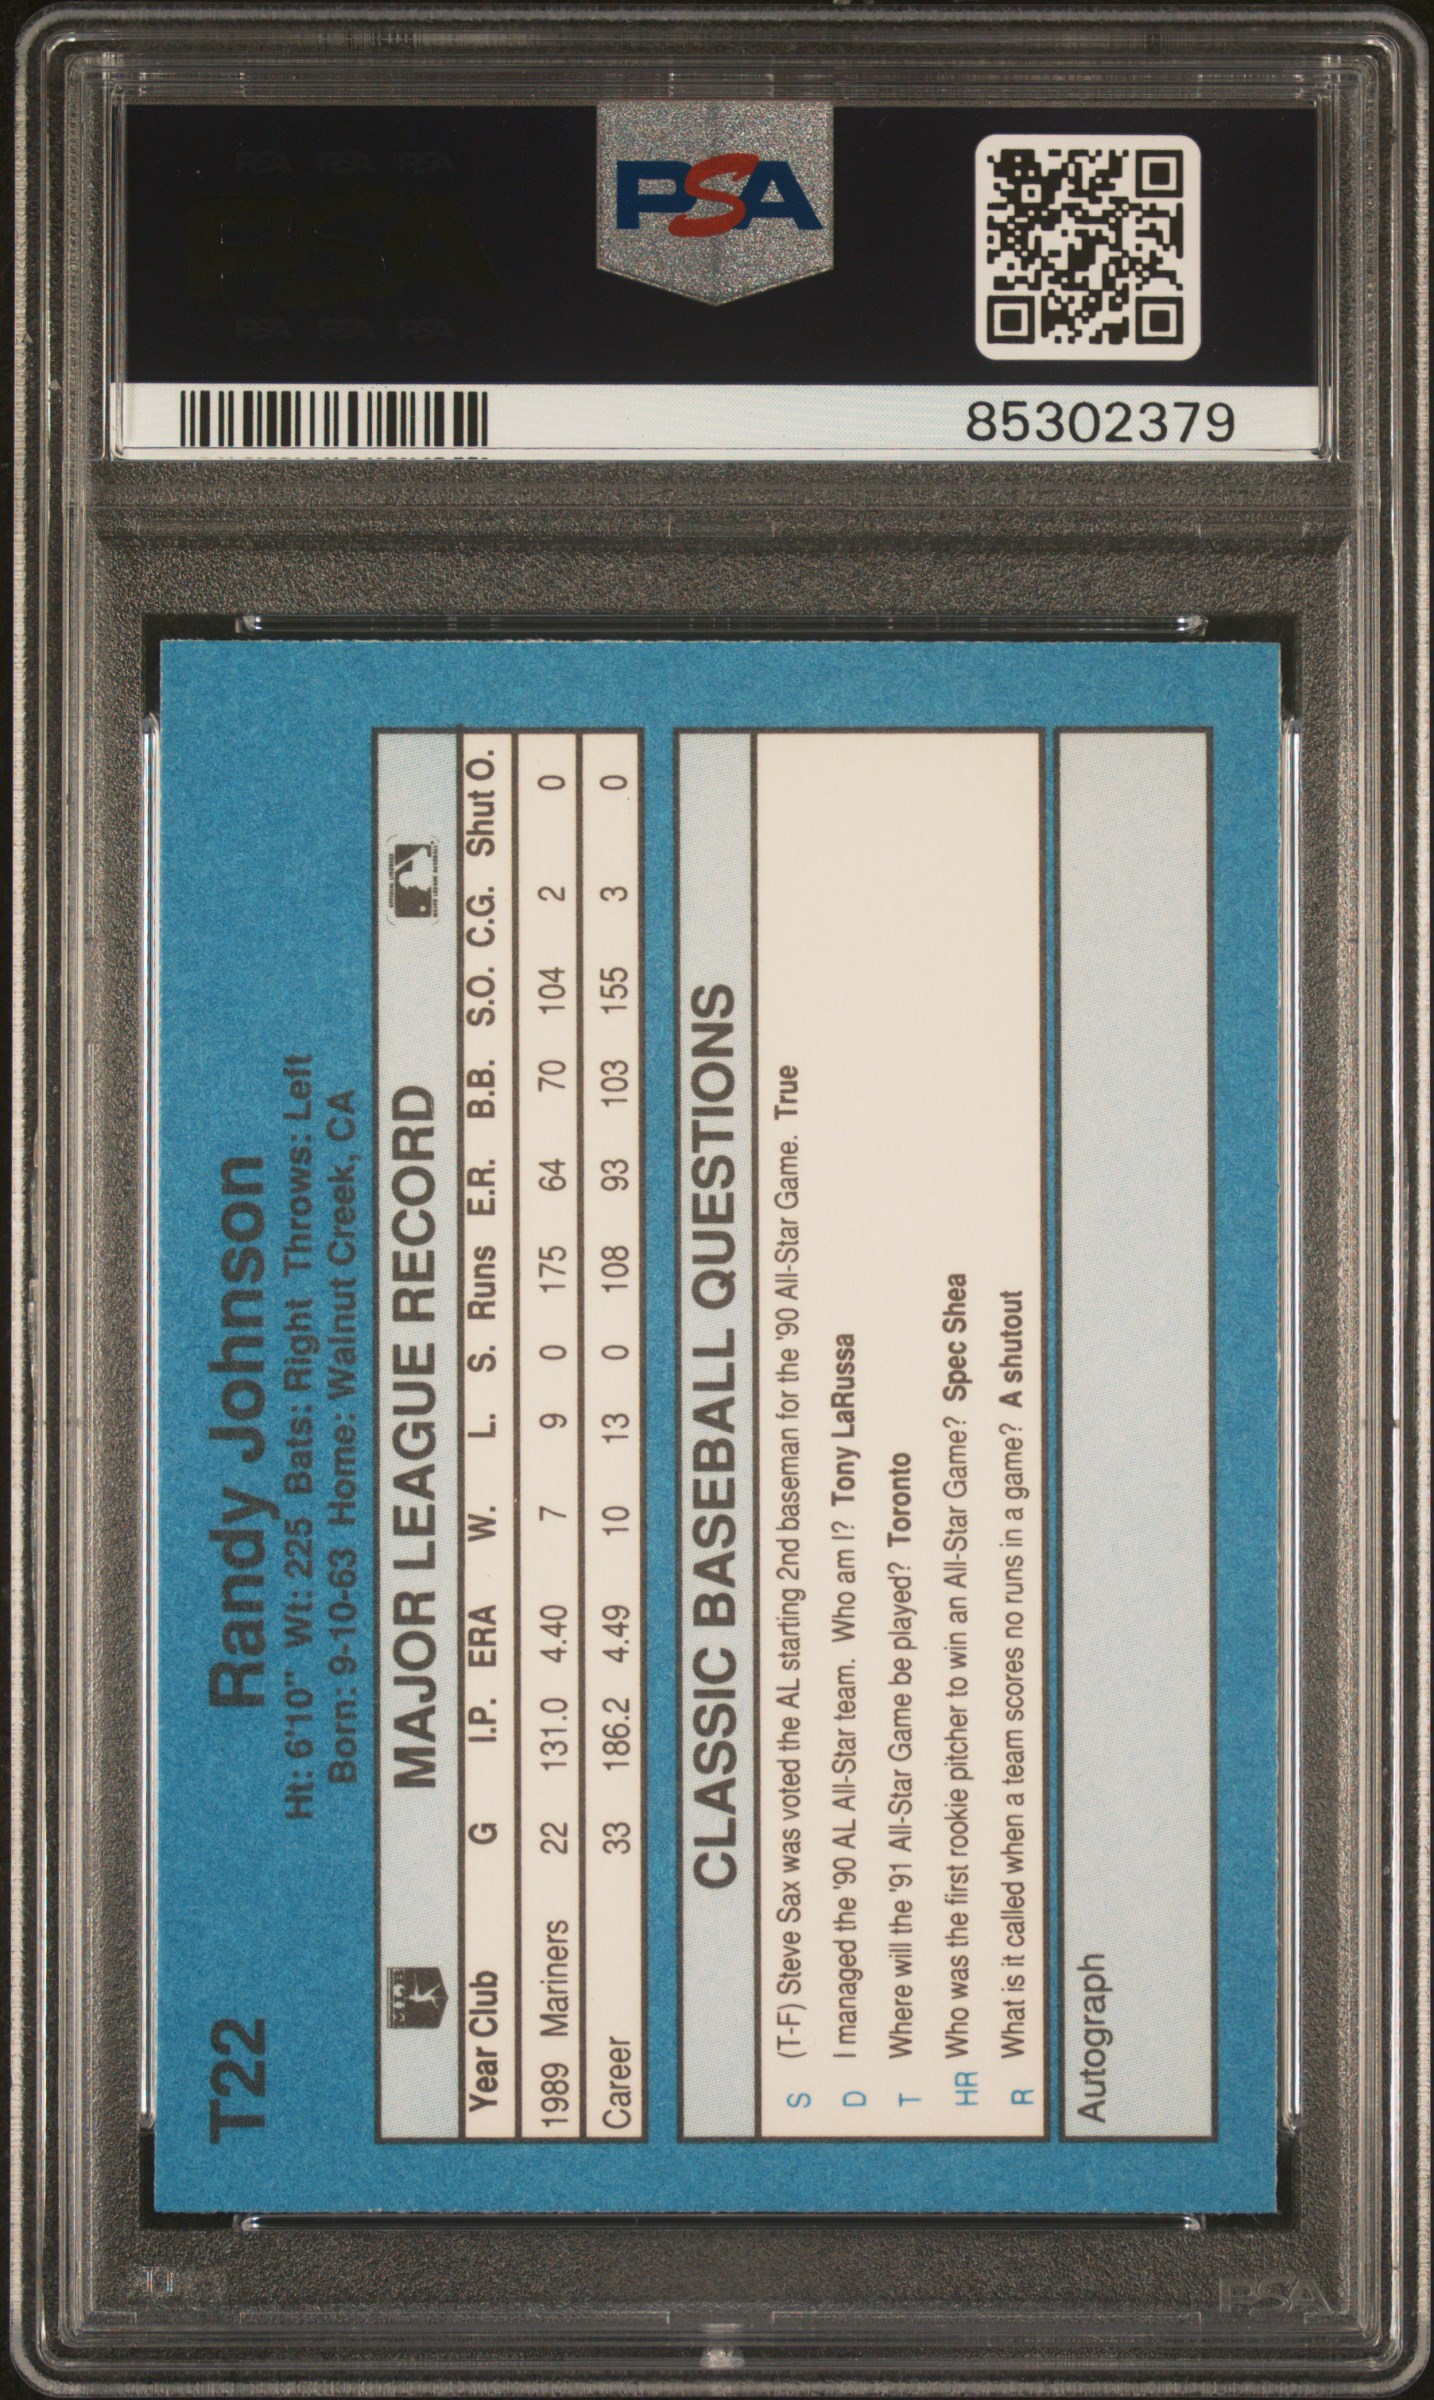 PSA
85302379
T22
Randy Johnson
Ht: 6'10" Wt: 225 Bats: Right Throws: Left
Born: 9-10-63 Home: Walnut Creek, CA
MAJOR LEAGUE RECORD
Year Club G I.P. ERA W. L. S. Runs E.R. B.B. S.O. C.G. Shut O.
1989 Mariners 22 131.0 4.40 7 9 0 175 64 70 104 2 0
Career 33 186.2 4.49 10 13 0 108 93 103 155 3 0
CLASSIC BASEBALL QUESTIONS
S (T-F) Steve Sax was voted the AL starting 2nd baseman for the '90 All-Star Game. True
D I managed the '90 AL All-Star team. Who am I? Tony LaRussa
T Where will the '91 All-Star Game be played? Toronto
HR Who was the first rookie pitcher to win an All-Star Game? Spec Shea
R What is it called when a team scores no runs in a game? A shutout
Autograph
PSA